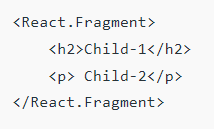 <React.Fragment>
    <h2>Child-1</h2>
    <p> Child-2</p>
</React.Fragment>